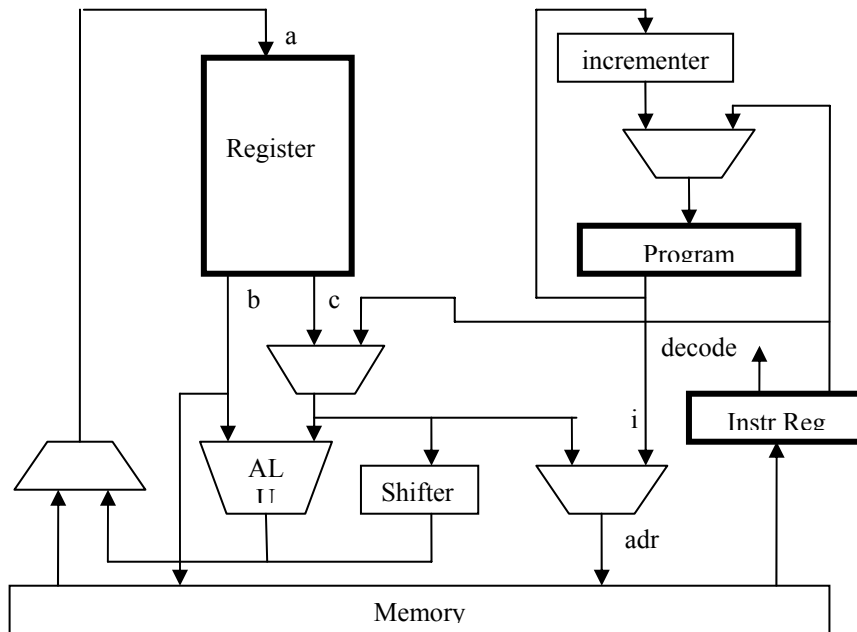 a
incrementer
Register
Program
b
c
decode
i
Instr Reg
AL
U
Shifter
adr
Memory